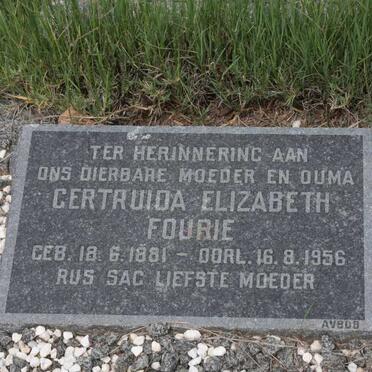 TER HERINNERING AAN
ONS DIERBARE MOEDER EN OUMA
GERTRUIDA ELIZABETH
FOURIE
GEB. 18.6.1881 - OORL. 16.8.1956
RUS SAG LIEFSTE MOEDER
AVBOB